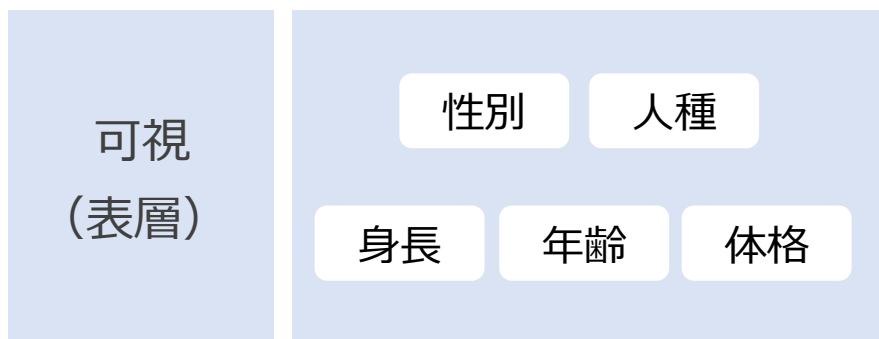 可視
（表層）
性別
人種
身長
年齢
体格